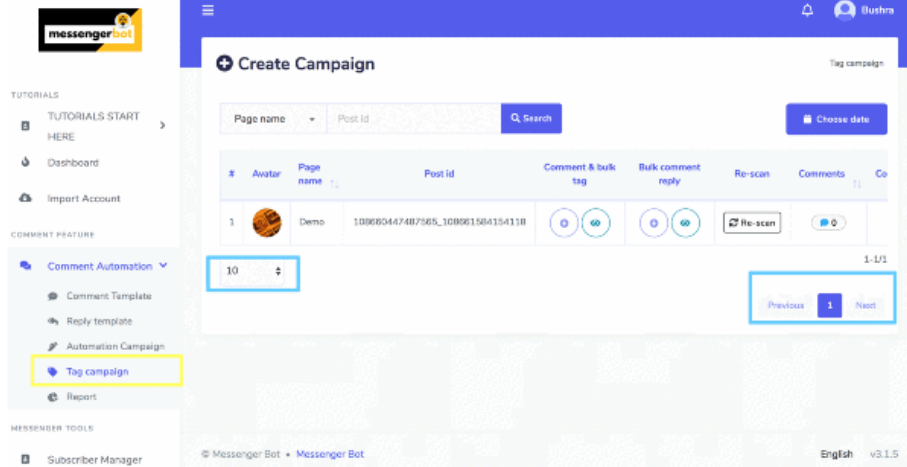 messengerbot
Bushra
Create Campaign
Tag campaign
TUTORIALS
TUTORIALS START
HERE
Dashboard
Import Account
COMMENT FEATURE
Comment Automation
Comment Template
Reply template
Automation Campaign
Tag campaign
Report
MESSENGER TOOLS
Subscriber Manager
Page name Post id Search Choose date
# Avatar Page name Post id Comment & bulk tag Bulk comment reply Re-scan Comments Co
1 Demo 108660447487565_108661584154118 Re-scan 0
10
1-1/1
Previous 1 Next
© Messenger Bot • Messenger Bot English v3.1.5